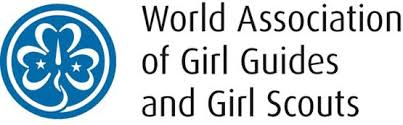 World Association
of Girl Guides
and Girl Scouts